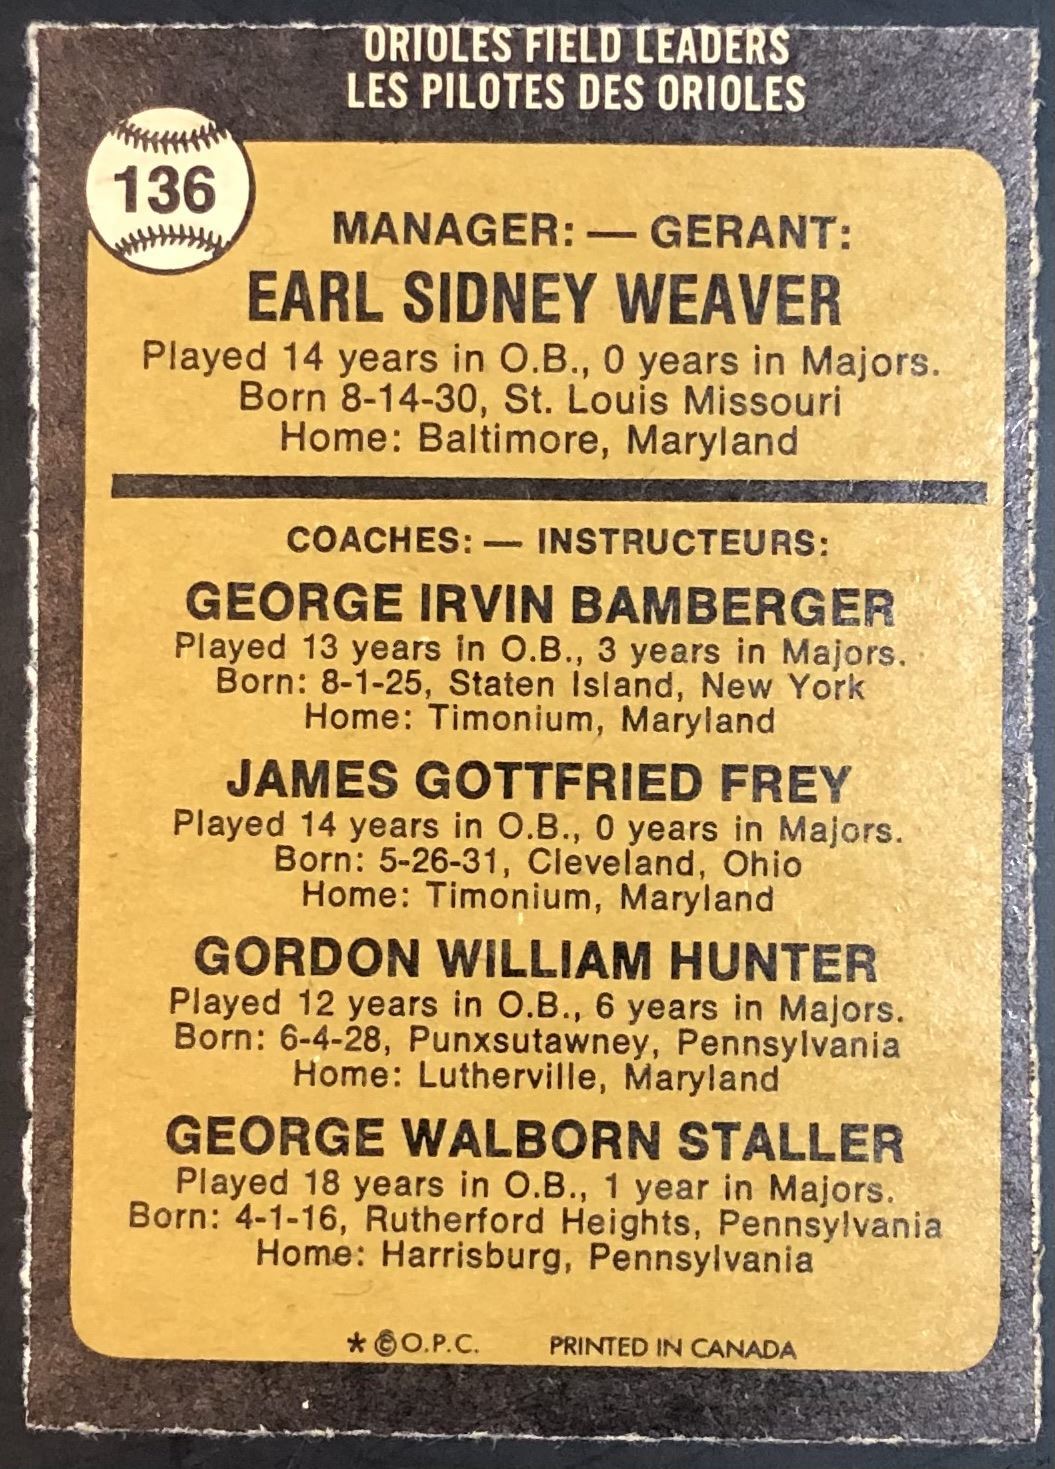 ORIOLES FIELD LEADERS
LES PILOTES DES ORIOLES
136
MANAGER: — GERANT:
EARL SIDNEY WEAVER
Played 14 years in O.B., 0 years in Majors.
Born 8-14-30, St. Louis Missouri
Home: Baltimore, Maryland
COACHES: — INSTRUCTEURS:
GEORGE IRVIN BAMBERGER
Played 13 years in O.B., 3 years in Majors.
Born: 8-1-25, Staten Island, New York
Home: Timonium, Maryland
JAMES GOTTFRIED FREY
Played 14 years in O.B., 0 years in Majors.
Born: 5-26-31, Cleveland, Ohio
Home: Timonium, Maryland
GORDON WILLIAM HUNTER
Played 12 years in O.B., 6 years in Majors.
Born: 6-4-28, Punxsutawney, Pennsylvania
Home: Lutherville, Maryland
GEORGE WALBORN STALLER
Played 18 years in O.B., 1 year in Majors.
Born: 4-1-16, Rutherford Heights, Pennsylvania
Home: Harrisburg, Pennsylvania
* © O.P.C. PRINTED IN CANADA